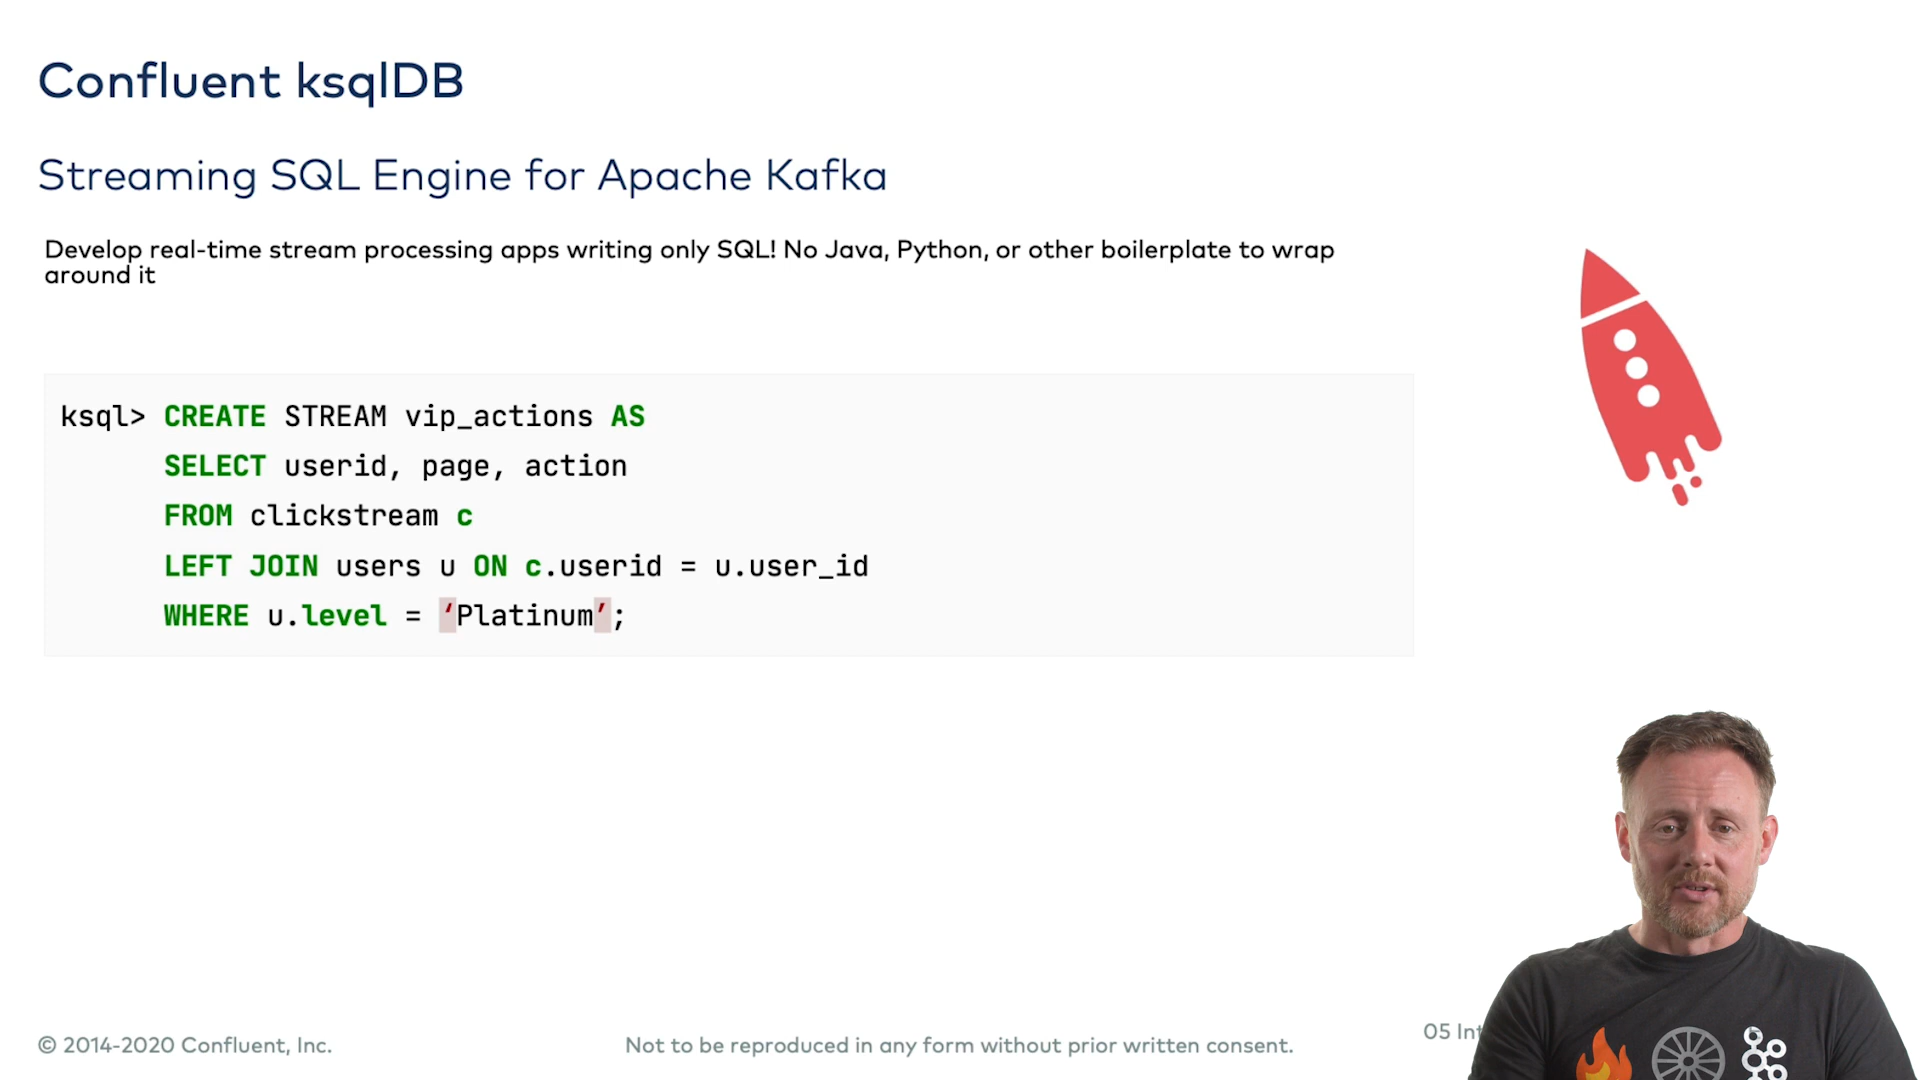 Confluent ksqlDB
Streaming SQL Engine for Apache Kafka
Develop real-time stream processing apps writing only SQL! No Java, Python, or other boilerplate to wrap
around it
ksql> CREATE STREAM vip_actions AS
SELECT userid, page, action
FROM clickstream c
LEFT JOIN users u ON c.userid = u.user_id
WHERE u.level = ‘Platinum’;
© 2014-2020 Confluent, Inc.
Not to be reproduced in any form without prior written consent.
05